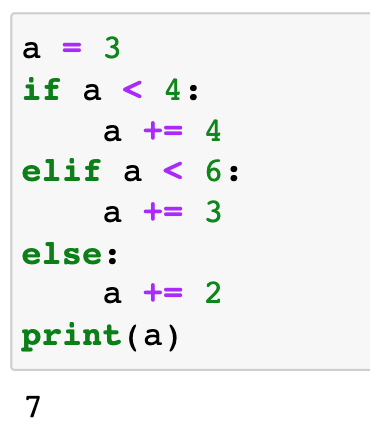 a = 3
if a < 4:
    a += 4
elif a < 6:
    a += 3
else:
    a += 2
print(a)
7